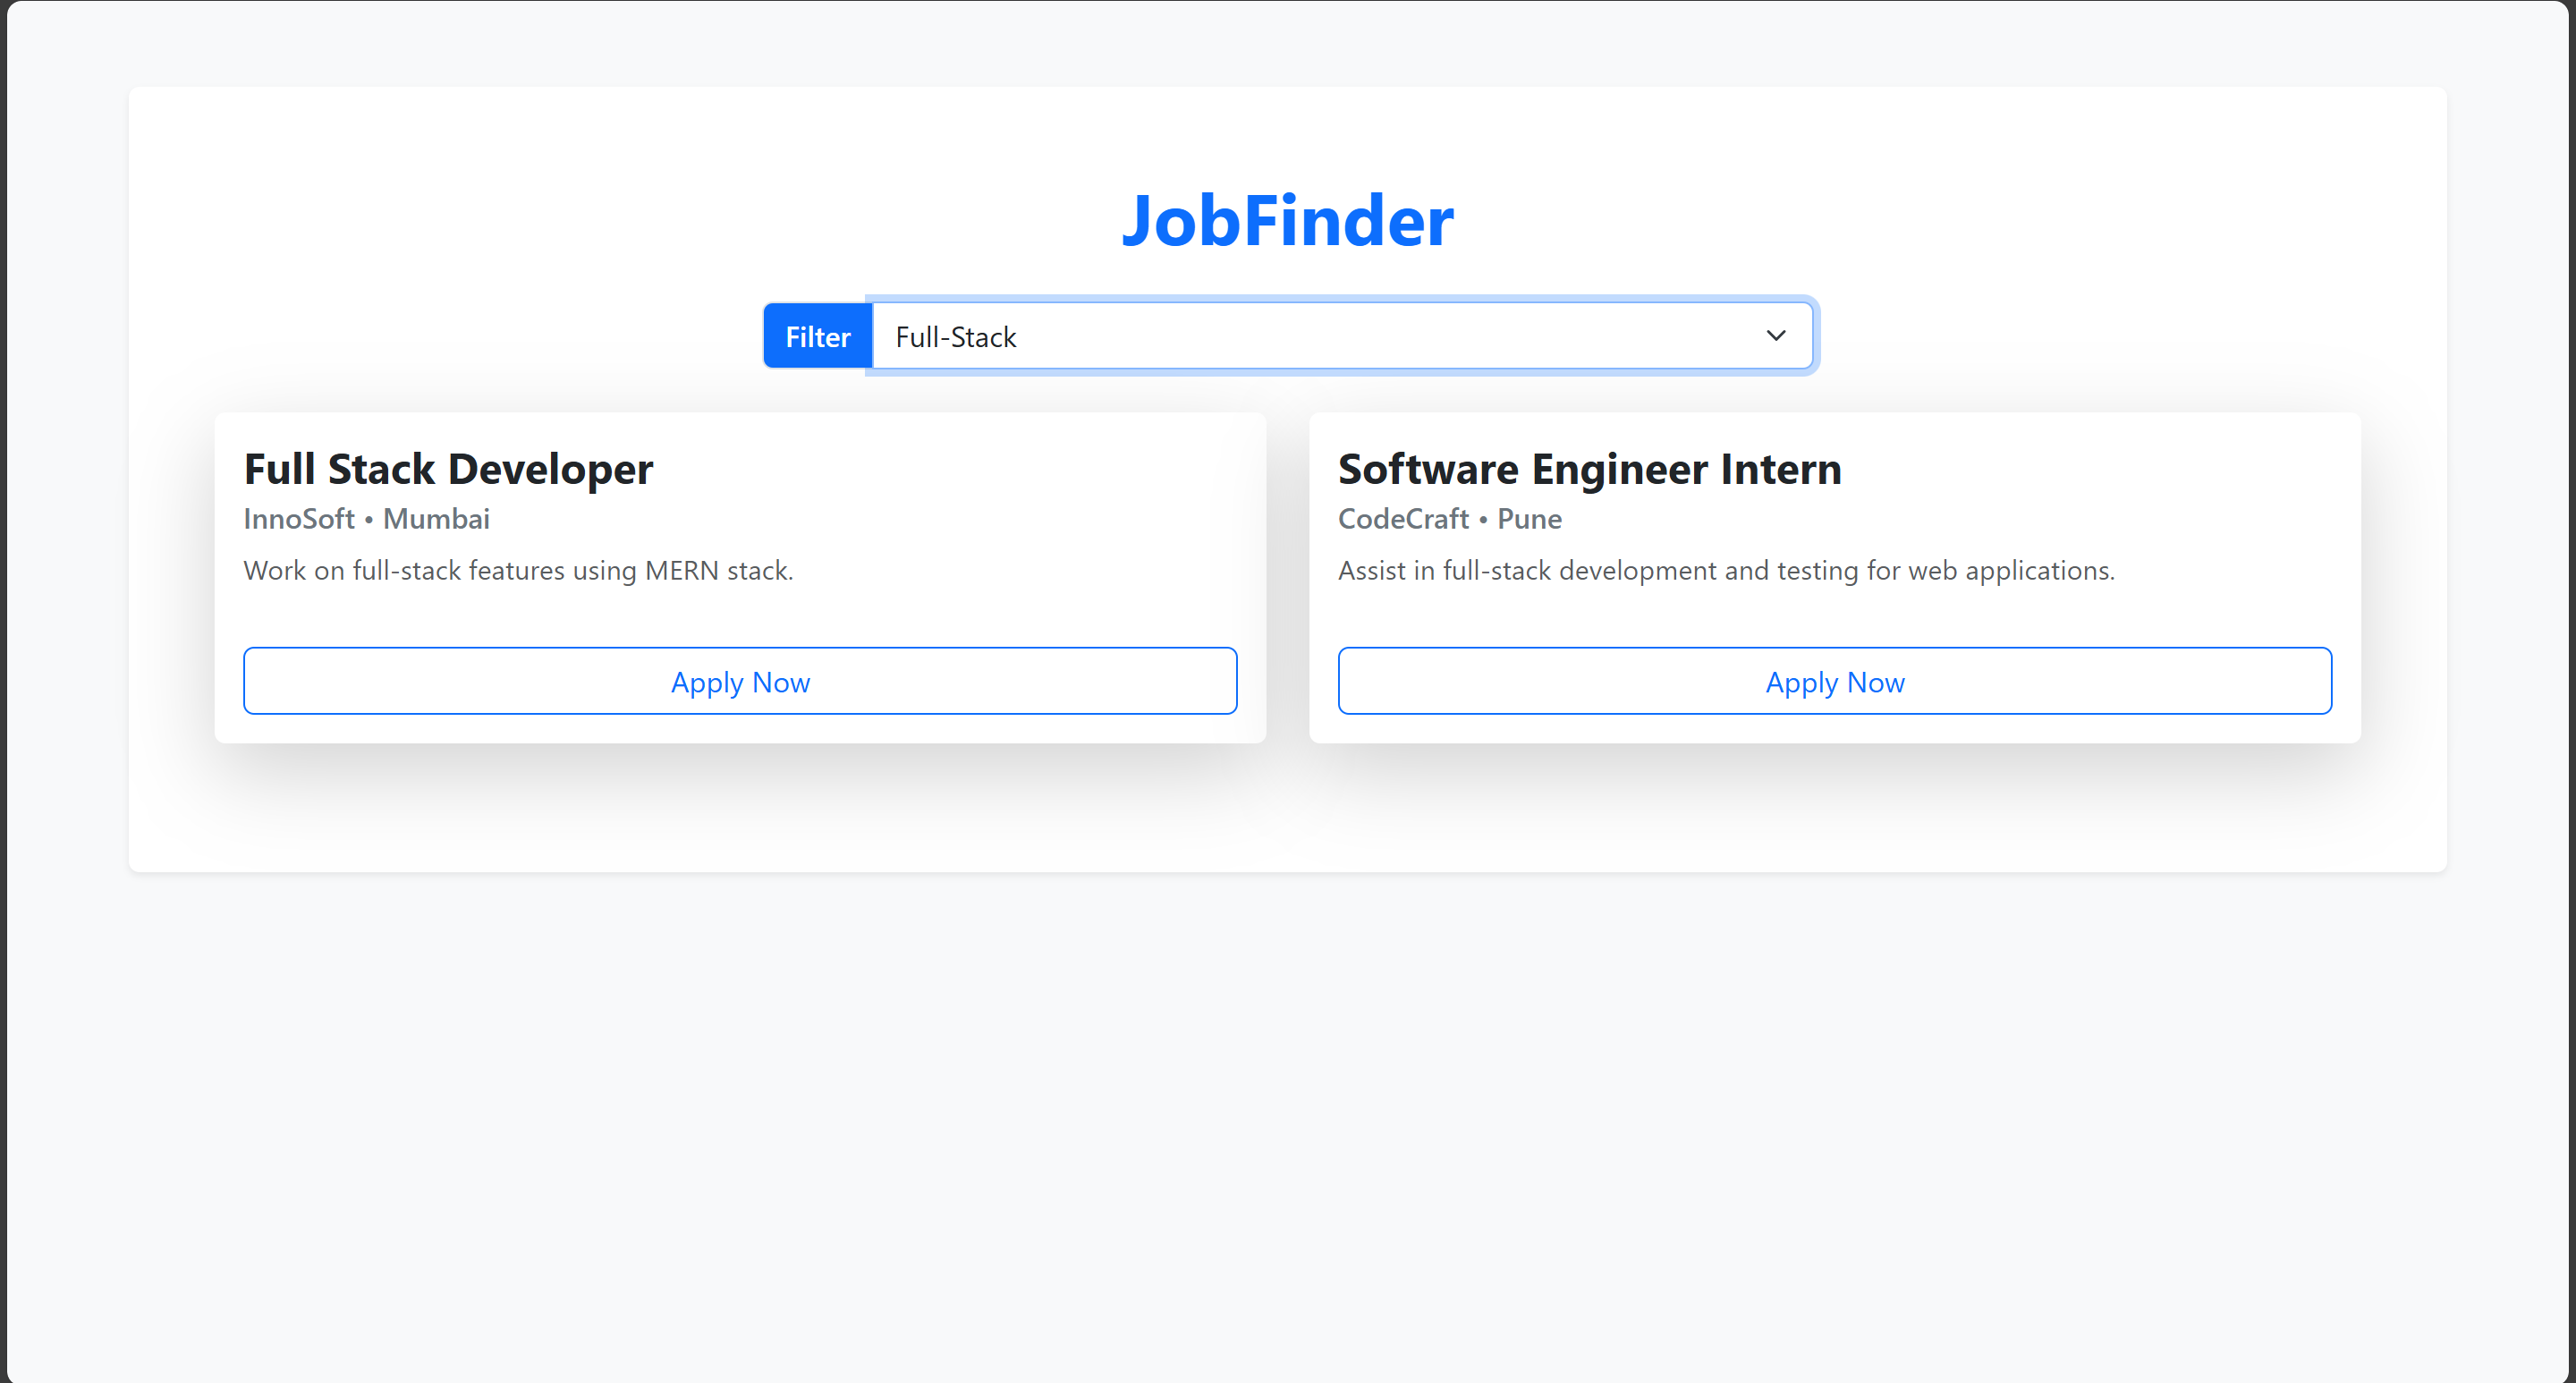 JobFinder
Filter Full-Stack
Full Stack Developer
InnoSoft • Mumbai
Work on full-stack features using MERN stack.
Apply Now
Software Engineer Intern
CodeCraft • Pune
Assist in full-stack development and testing for web applications.
Apply Now